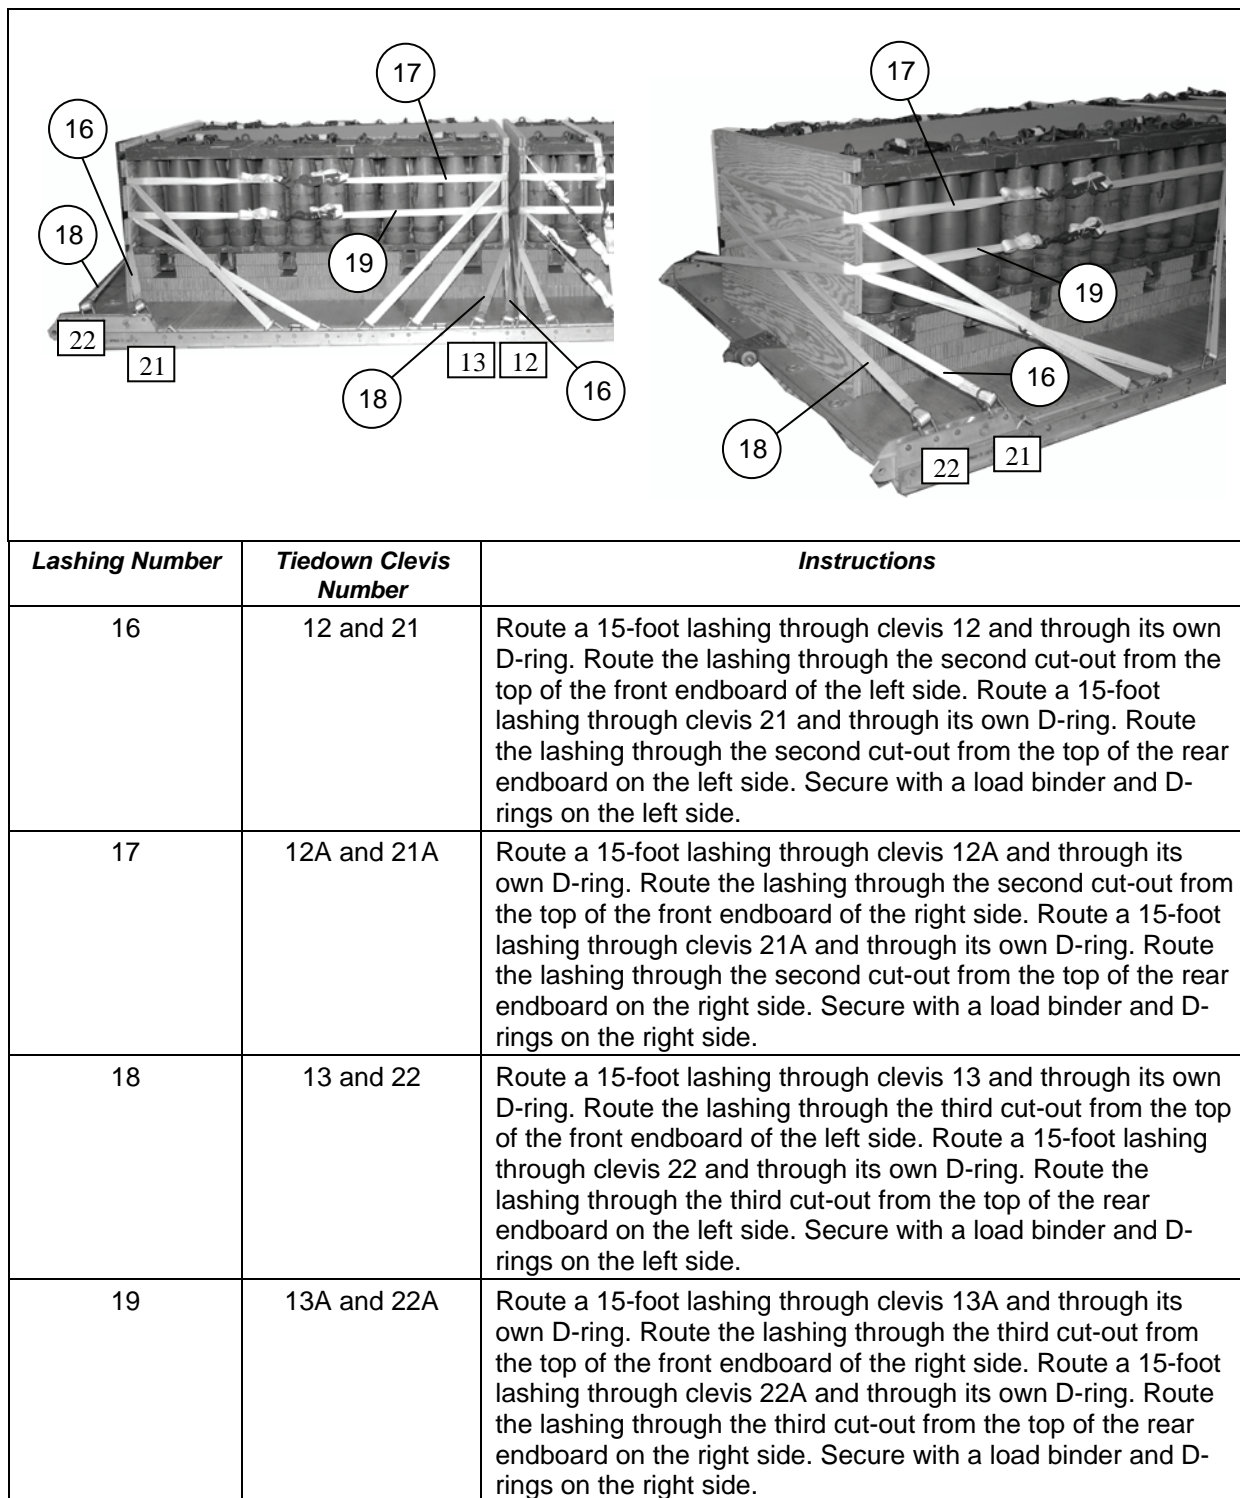 17
16
18
19
22
21
13
12
18
16
17
19
16
18
22
21
Lashing Number
Tiedown Clevis
Number
Instructions
16
12 and 21
Route a 15-foot lashing through clevis 12 and through its own
D-ring. Route the lashing through the second cut-out from the
top of the front endboard of the left side. Route a 15-foot
lashing through clevis 21 and through its own D-ring. Route
the lashing through the second cut-out from the top of the rear
endboard on the left side. Secure with a load binder and D-
rings on the left side.
17
12A and 21A
Route a 15-foot lashing through clevis 12A and through its
own D-ring. Route the lashing through the second cut-out from
the top of the front endboard of the right side. Route a 15-foot
lashing through clevis 21A and through its own D-ring. Route
the lashing through the second cut-out from the top of the rear
endboard on the right side. Secure with a load binder and D-
rings on the right side.
18
13 and 22
Route a 15-foot lashing through clevis 13 and through its own
D-ring. Route the lashing through the third cut-out from the top
of the front endboard of the left side. Route a 15-foot lashing
through clevis 22 and through its own D-ring. Route the
lashing through the third cut-out from the top of the rear
endboard on the left side. Secure with a load binder and D-
rings on the left side.
19
13A and 22A
Route a 15-foot lashing through clevis 13A and through its
own D-ring. Route the lashing through the third cut-out from
the top of the front endboard of the right side. Route a 15-foot
lashing through clevis 22A and through its own D-ring. Route
the lashing through the third cut-out from the top of the rear
endboard on the right side. Secure with a load binder and D-
rings on the right side.